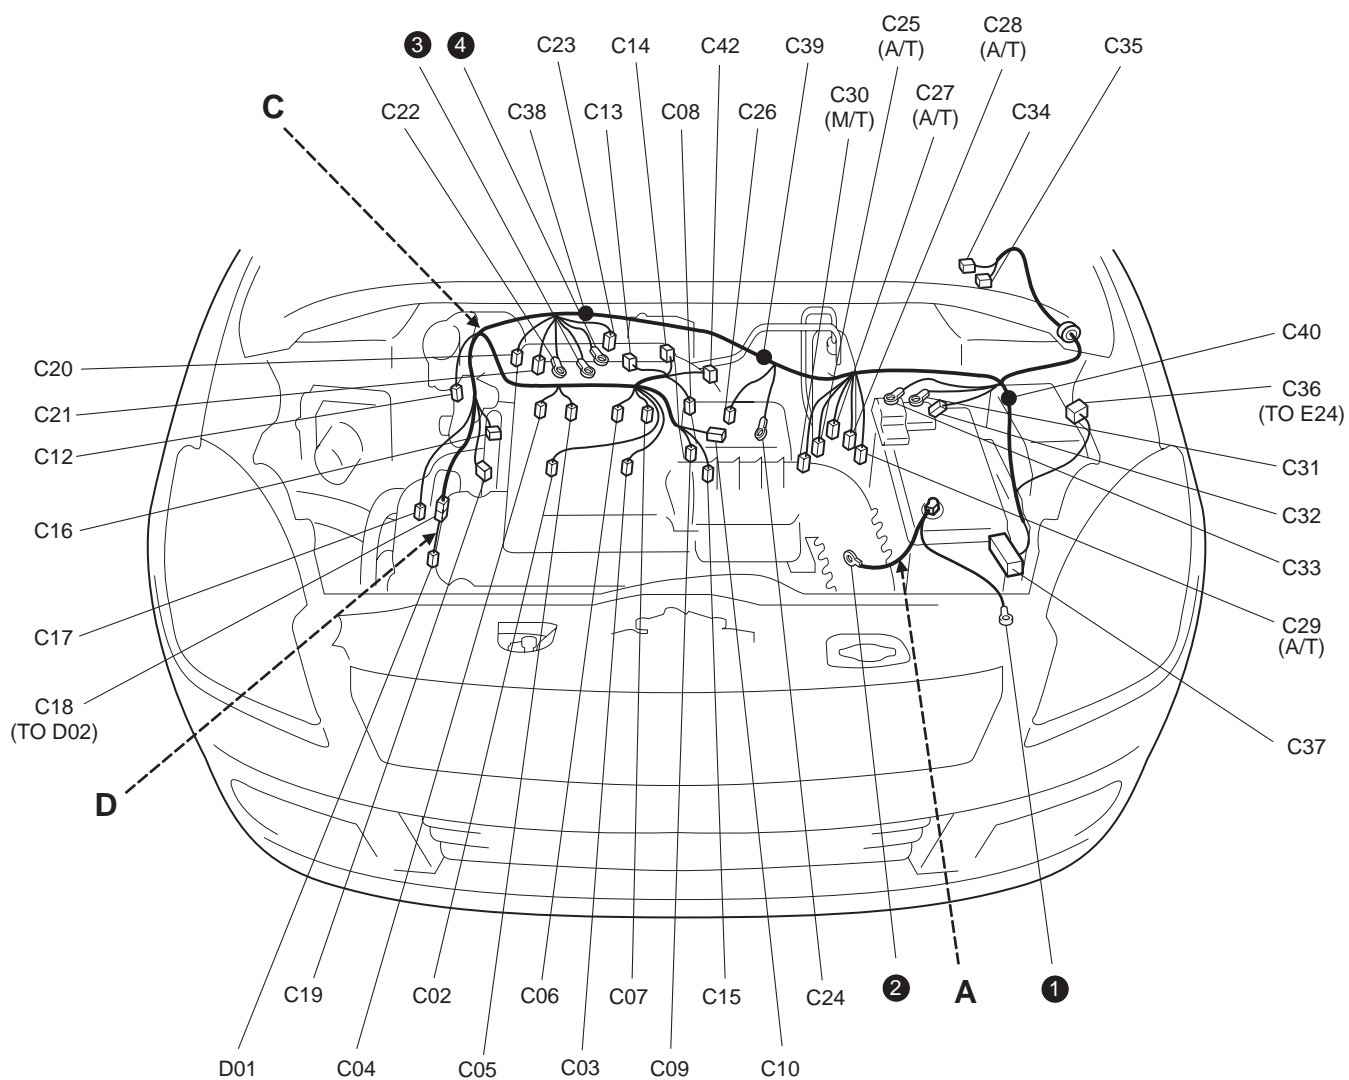 3 4 C23 C14 C42 C39 C25 C28 C35
(A/T) (A/T)
C C22 C38 C13 C08 C26 C30 C27 C34
(M/T) (A/T)
C20
C21
C12
C16
C17
C18
(TO D02)
D
C40
C36
(TO E24)
C31
C32
C33
C29
(A/T)
C37
C19 C02 C06 C07 C15 C24 2 A 1
D01 C04 C05 C03 C09 C10